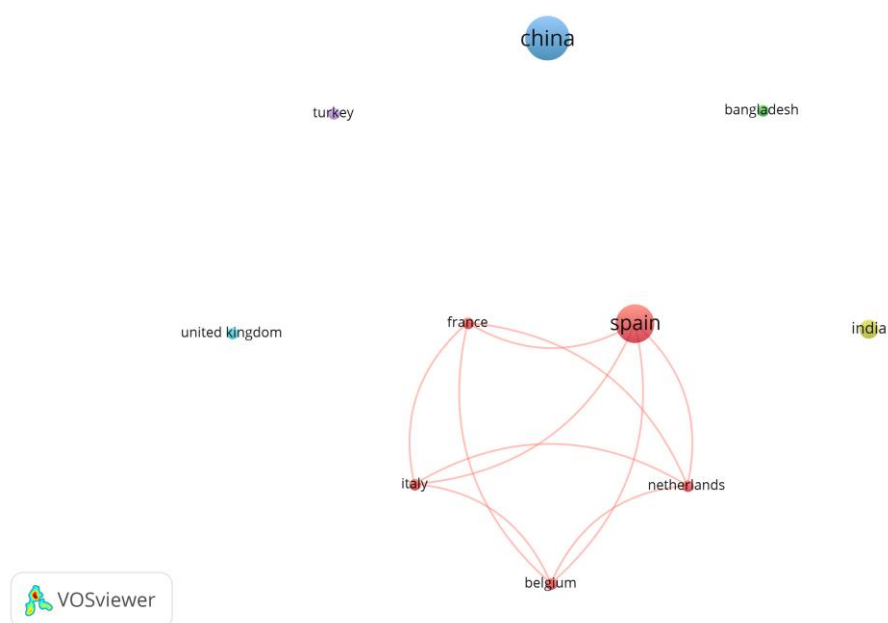 china
turkey
bangladesh
united kingdom
france
spain
india
italy
netherlands
belgium
VOSviewer